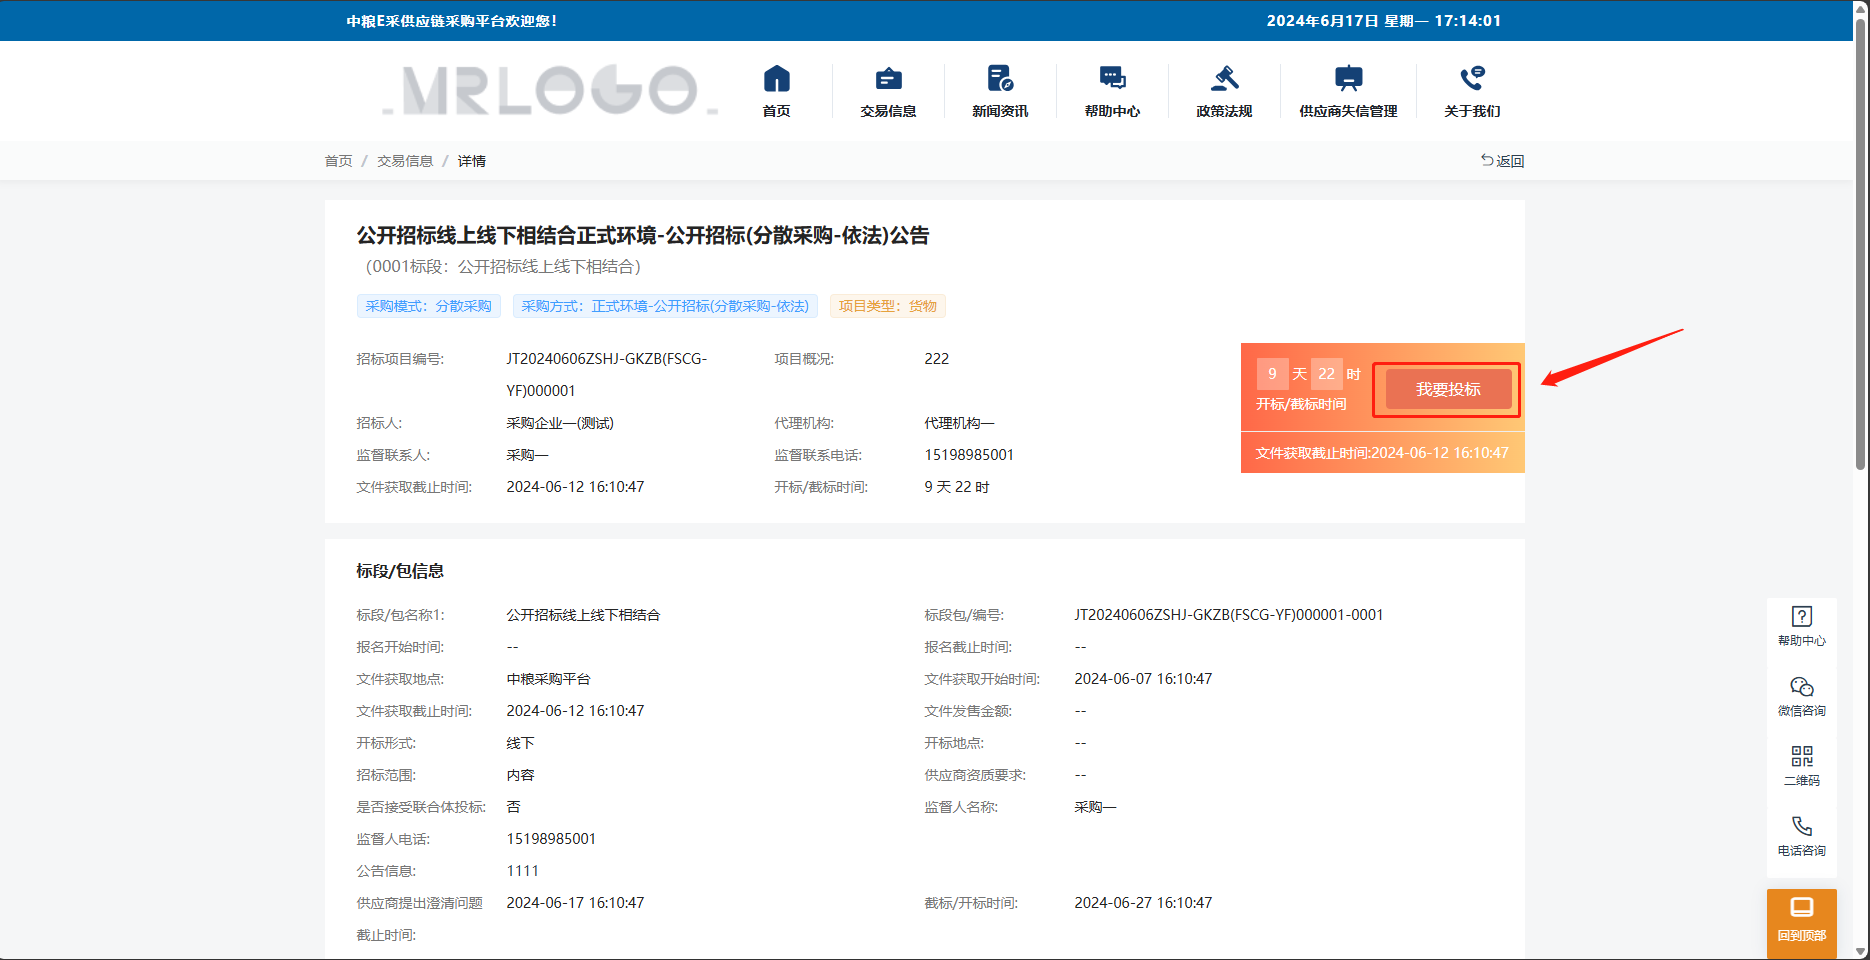 中粮E采供应链采购平台欢迎您！
2024年6月17日 星期一 17:14:01
MRLOGO
首页
交易信息
新闻资讯
帮助中心
政策法规
供应商失信管理
关于我们
首页 / 交易信息 / 详情
返回
公开招标线上线下相结合正式环境-公开招标(分散采购-依法)公告
（0001标段：公开招标线上线下相结合）
采购模式：分散采购
采购方式：正式环境-公开招标(分散采购-依法)
项目类型：货物
招标项目编号: JT20240606ZSHJ-GKZB(FSCG-
YF)000001
项目概况: 222
招标人: 采购企业一(测试)
代理机构: 代理机构一
监督联系人: 采购一
监督联系电话: 15198985001
文件获取截止时间: 2024-06-12 16:10:47
开标/截标时间: 9 天 22 时
9 天 22 时
开标/截标时间
我要投标
文件获取截止时间:2024-06-12 16:10:47
标段/包信息
标段/包名称1: 公开招标线上线下相结合
标段包/编号: JT20240606ZSHJ-GKZB(FSCG-YF)000001-0001
报名开始时间: --
报名截止时间: --
文件获取地点: 中粮采购平台
文件获取开始时间: 2024-06-07 16:10:47
文件获取截止时间: 2024-06-12 16:10:47
文件发售金额: --
开标形式: 线下
开标地点: --
招标范围: 内容
供应商资质要求: --
是否接受联合体投标: 否
监督人名称: 采购一
监督人电话: 15198985001
公告信息: 1111
供应商提出澄清问题
截止时间:
2024-06-17 16:10:47
截标/开标时间: 2024-06-27 16:10:47
帮助中心
微信咨询
二维码
电话咨询
回到顶部